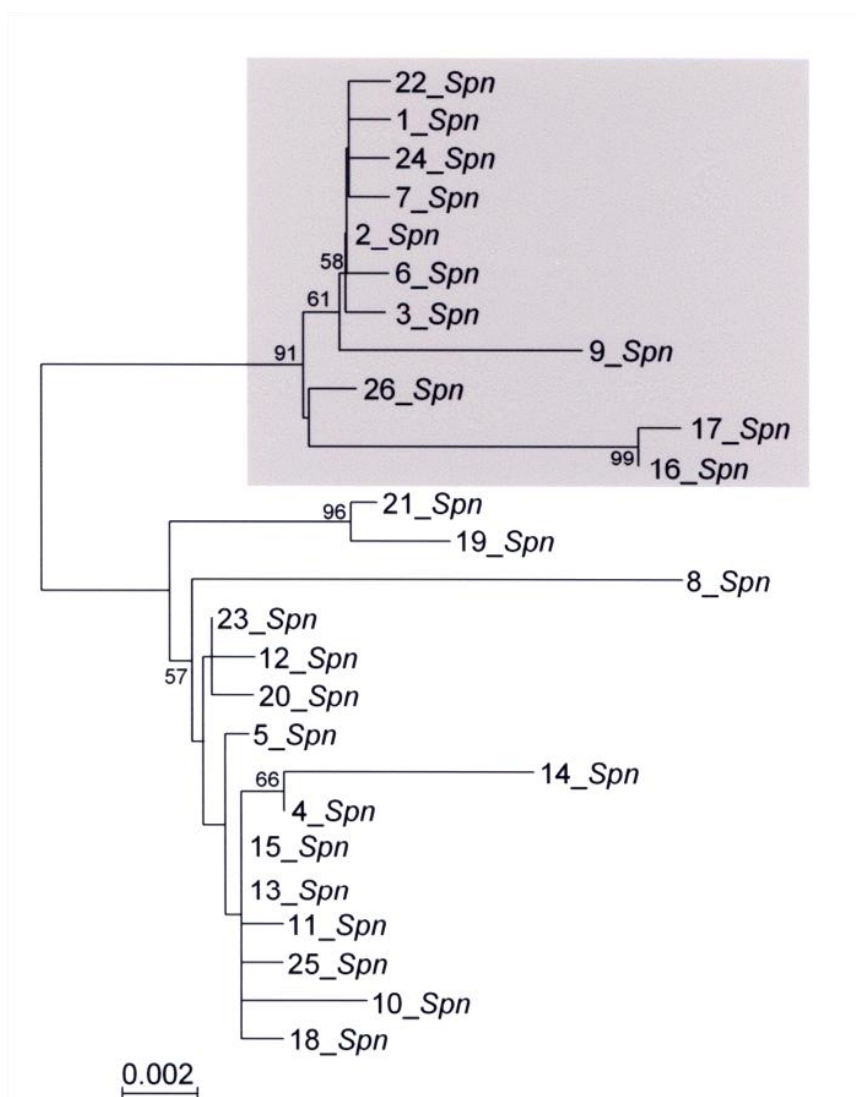 22_Spn
1_Spn
24_Spn
7_Spn
2_Spn
58
6_Spn
61
3_Spn
9_Spn
91
26_Spn
17_Spn
99
16_Spn
21_Spn
96
19_Spn
8_Spn
23_Spn
12_Spn
57
20_Spn
5_Spn
14_Spn
66
4_Spn
15_Spn
13_Spn
11_Spn
25_Spn
10_Spn
18_Spn
0.002